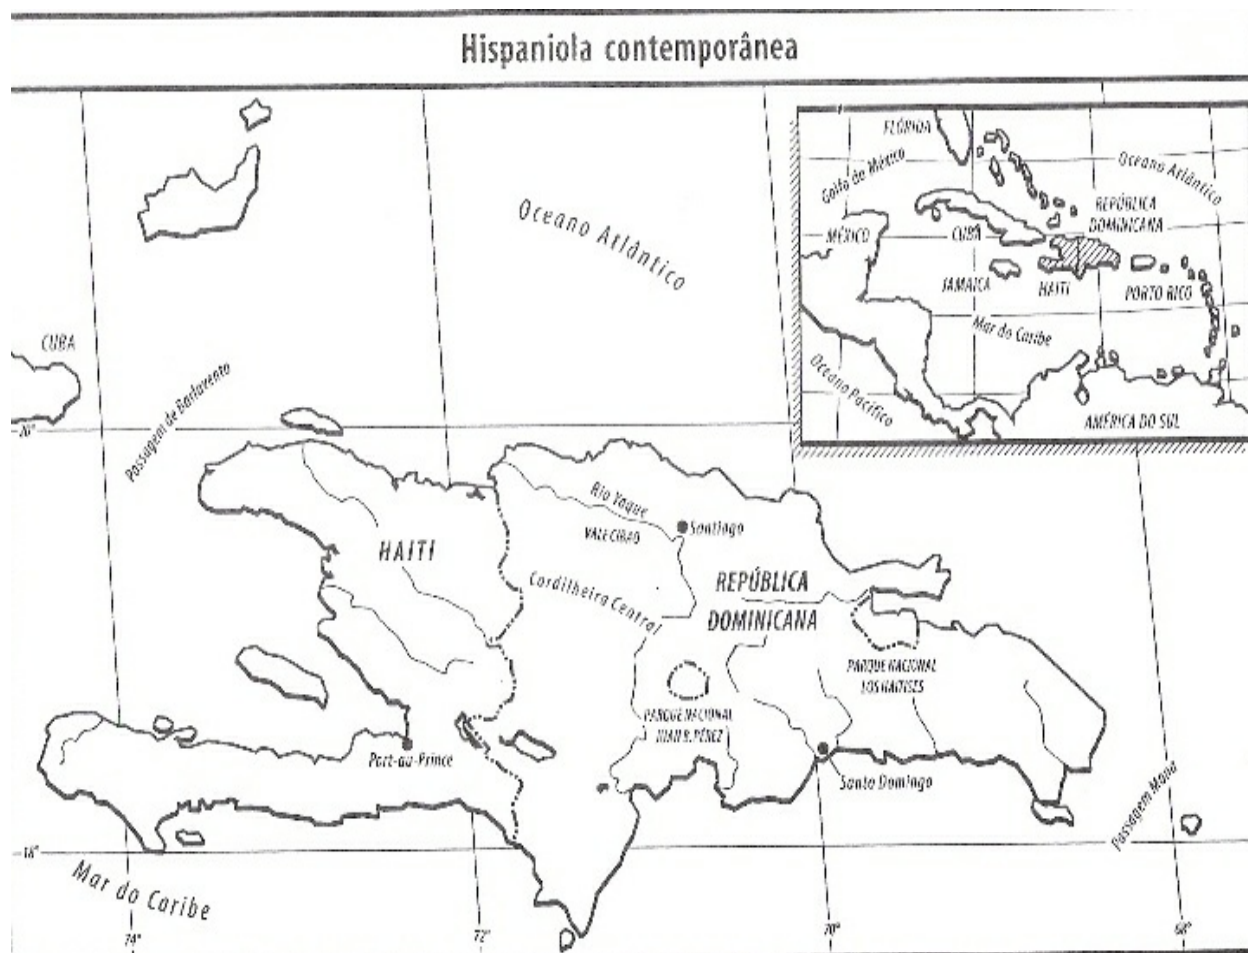 Hispaniola contemporânea
FLÓRIDA
Golfo do México
Oceano Atlântico
REPÚBLICA
DOMINICANA
MÉXICO
CUBA
JAMAICA
HAITI
PORTO RICO
Mar do Caribe
Oceano Pacífico
AMÉRICA DO SUL
Oceano Atlântico
CUBA
Passagem de Barlavento
20°
Rio Yaque
Santiago
VALE CIBAO
HAITI
Cordilheira Central
REPÚBLICA
DOMINICANA
PARQUE NACIONAL
LOS HAITISES
PARQUE NACIONAL
JUAN B. PÉREZ
Port-au-Prince
Santo Domingo
Passagem Mona
18°
Mar do Caribe
74°
72°
70°
68°